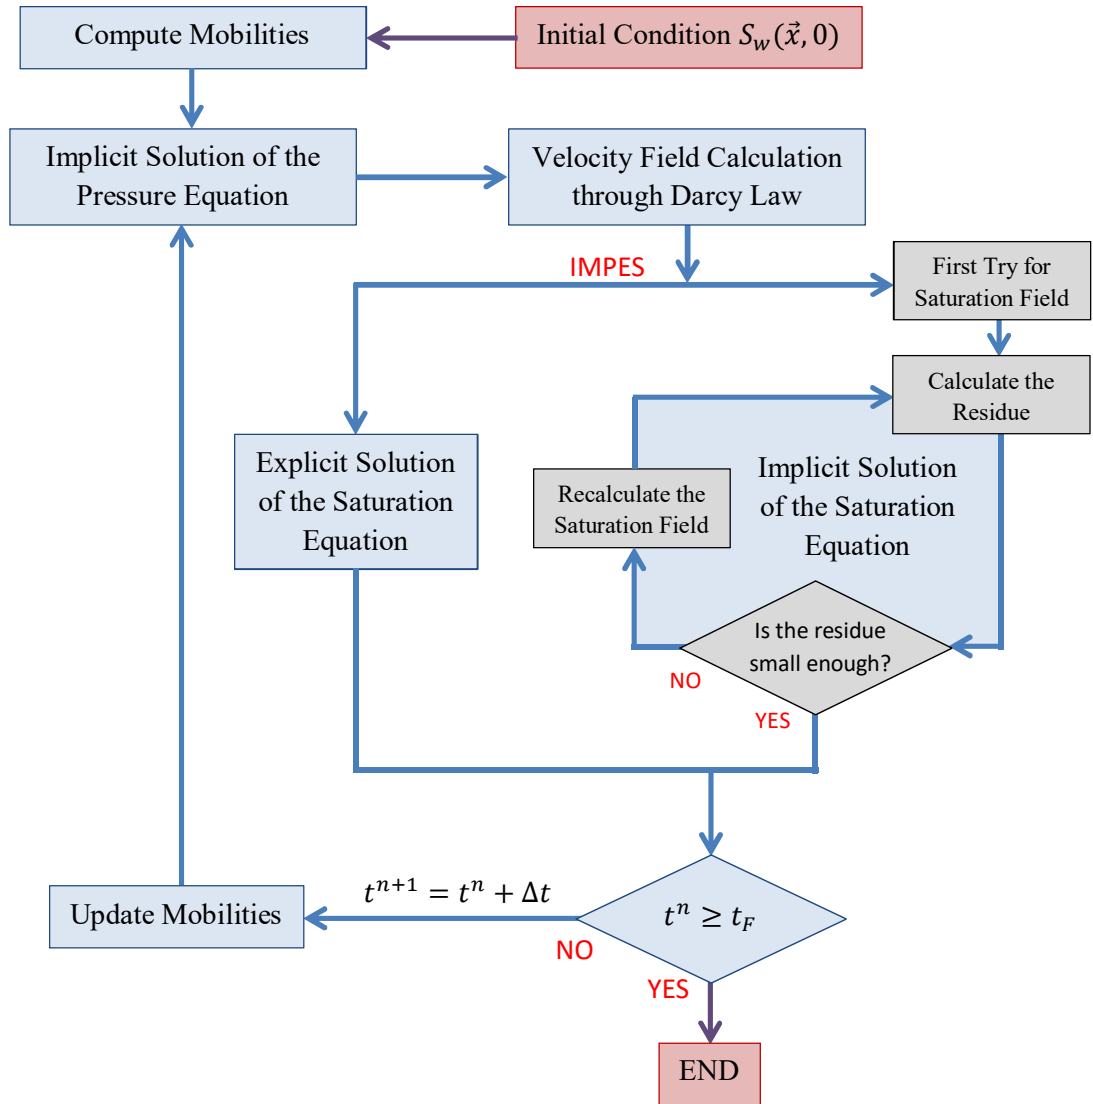 Compute Mobilities
Initial Condition $S_w(\vec{x}, 0)$
Implicit Solution of the
Pressure Equation
Velocity Field Calculation
through Darcy Law
IMPES
First Try for
Saturation Field
Calculate the
Residue
Explicit Solution
of the Saturation
Equation
Recalculate the
Saturation Field
Implicit Solution
of the Saturation
Equation
Is the residue
small enough?
NO
YES
Update Mobilities
$t^{n+1} = t^n + \Delta t$
$t^n \geq t_F$
NO
YES
END